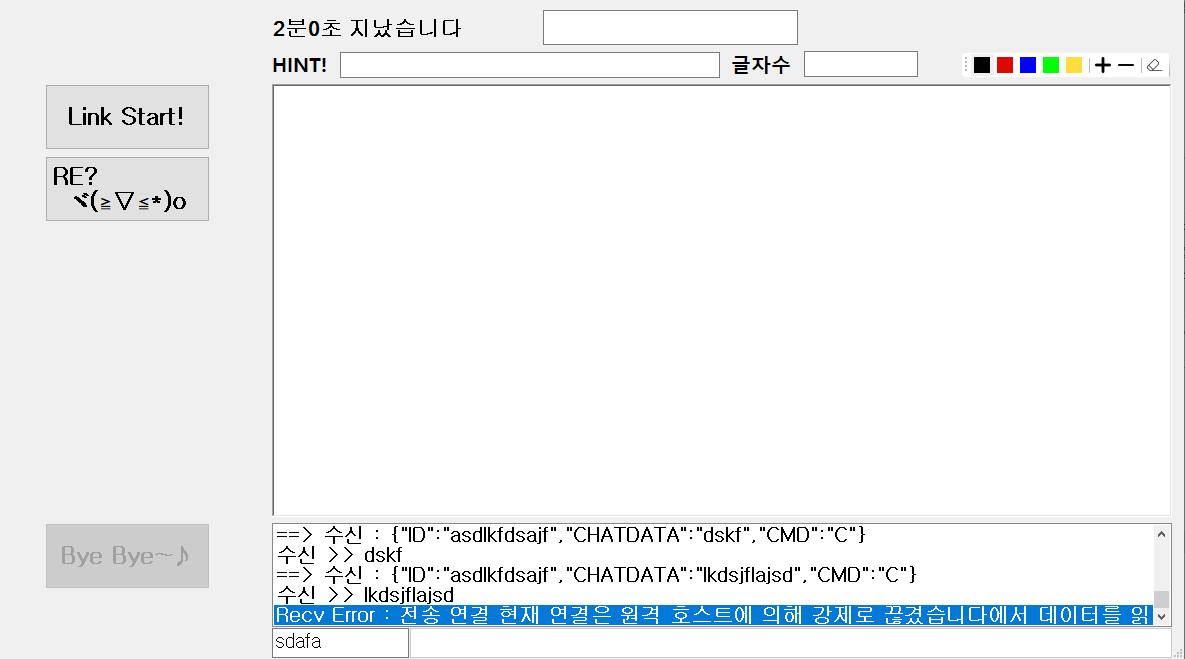 2분0초 지났습니다
HINT!
글자수
Link Start!
RE?
ヾ(≧▽≦*)o
Bye Bye~♪
==> 수신 : {"ID":"asdlkfdsajf","CHATDATA":"dskf","CMD":"C"}
수신 >> dskf
==> 수신 : {"ID":"asdlkfdsajf","CHATDATA":"lkdsjflajsd","CMD":"C"}
수신 >> lkdsjflajsd
Recv Error : 전송 연결 현재 연결은 원격 호스트에 의해 강제로 끊겼습니다에서 데이터를 읽
sdafa